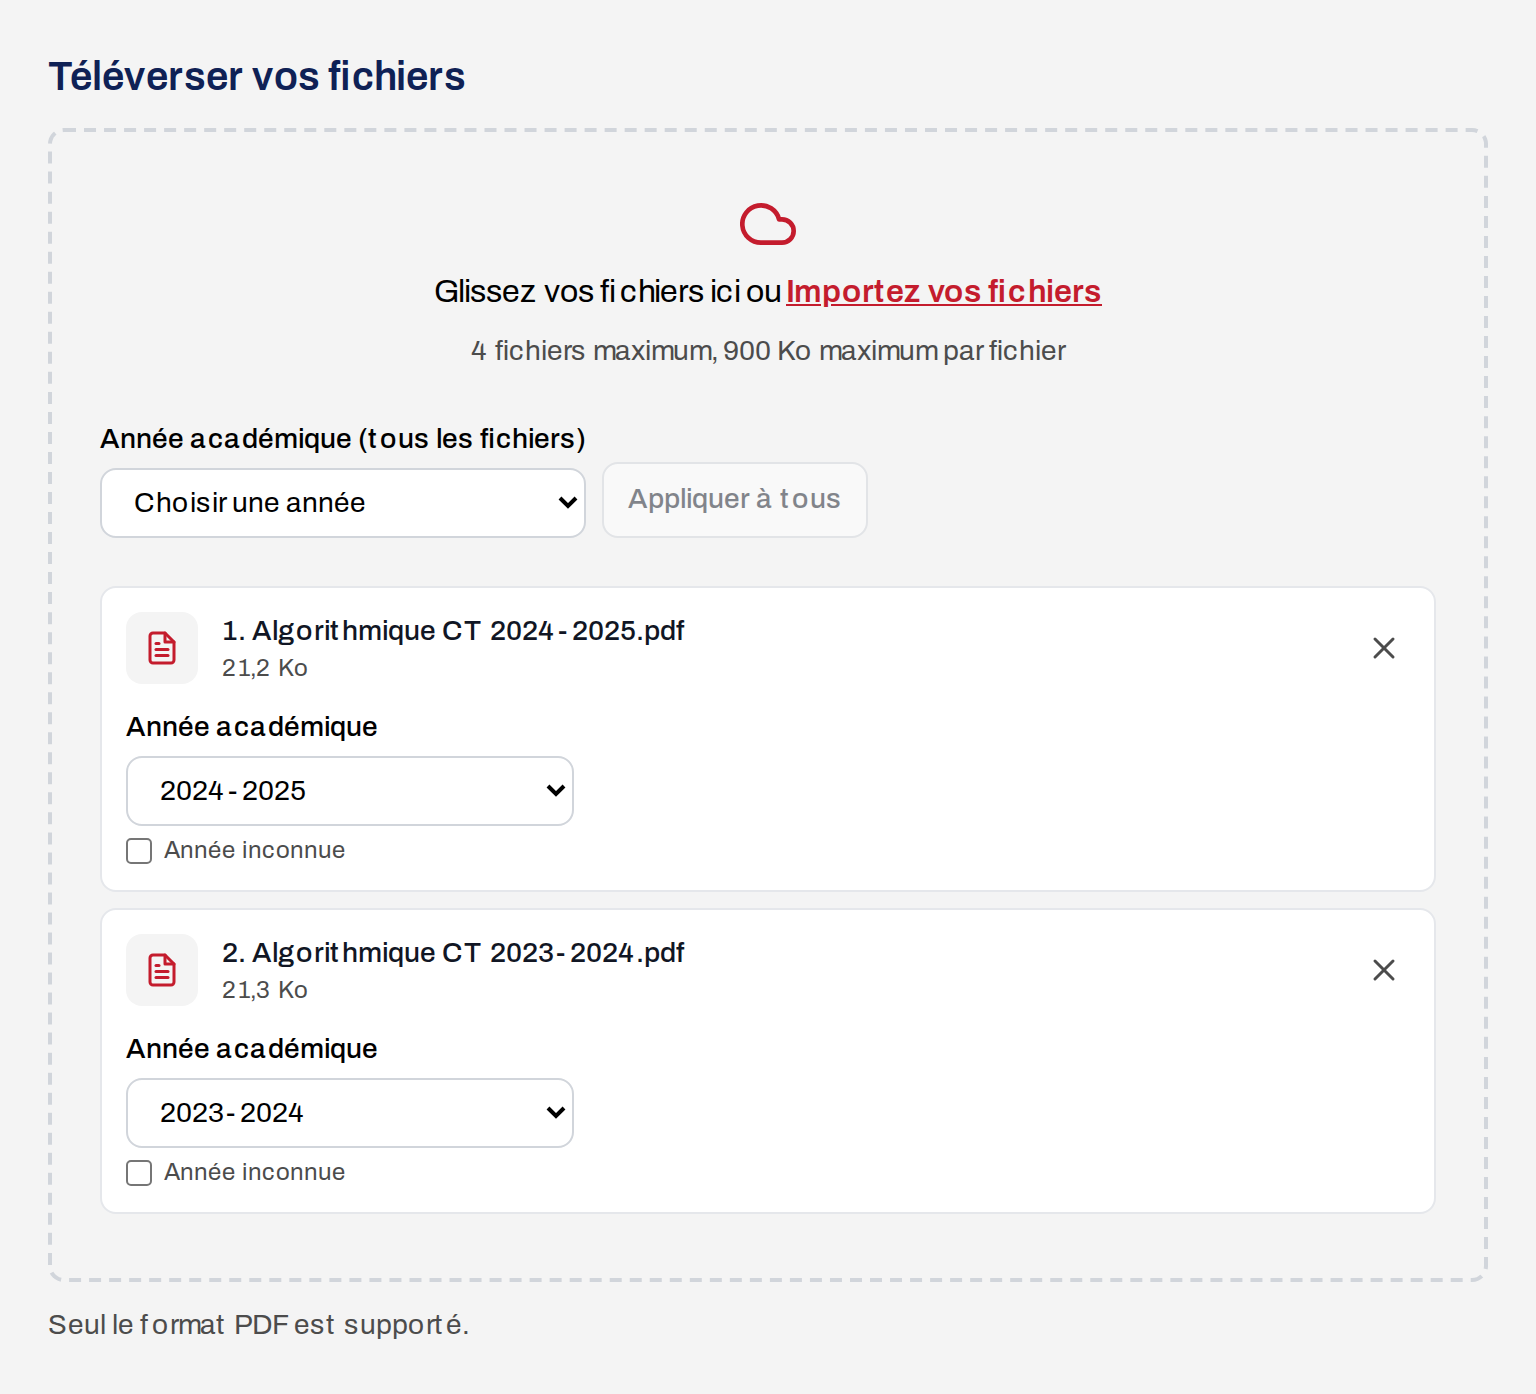 Téléverser vos fichiers
Glissez vos fichiers ici ou Importez vos fichiers
4 fichiers maximum, 900 Ko maximum par fichier
Année académique (tous les fichiers)
Choisir une année
Appliquer à tous
1. Algorithmique CT 2024-2025.pdf
21,2 Ko
Année académique
2024-2025
Année inconnue
2. Algorithmique CT 2023-2024.pdf
21,3 Ko
Année académique
2023-2024
Année inconnue
Seul le format PDF est supporté.